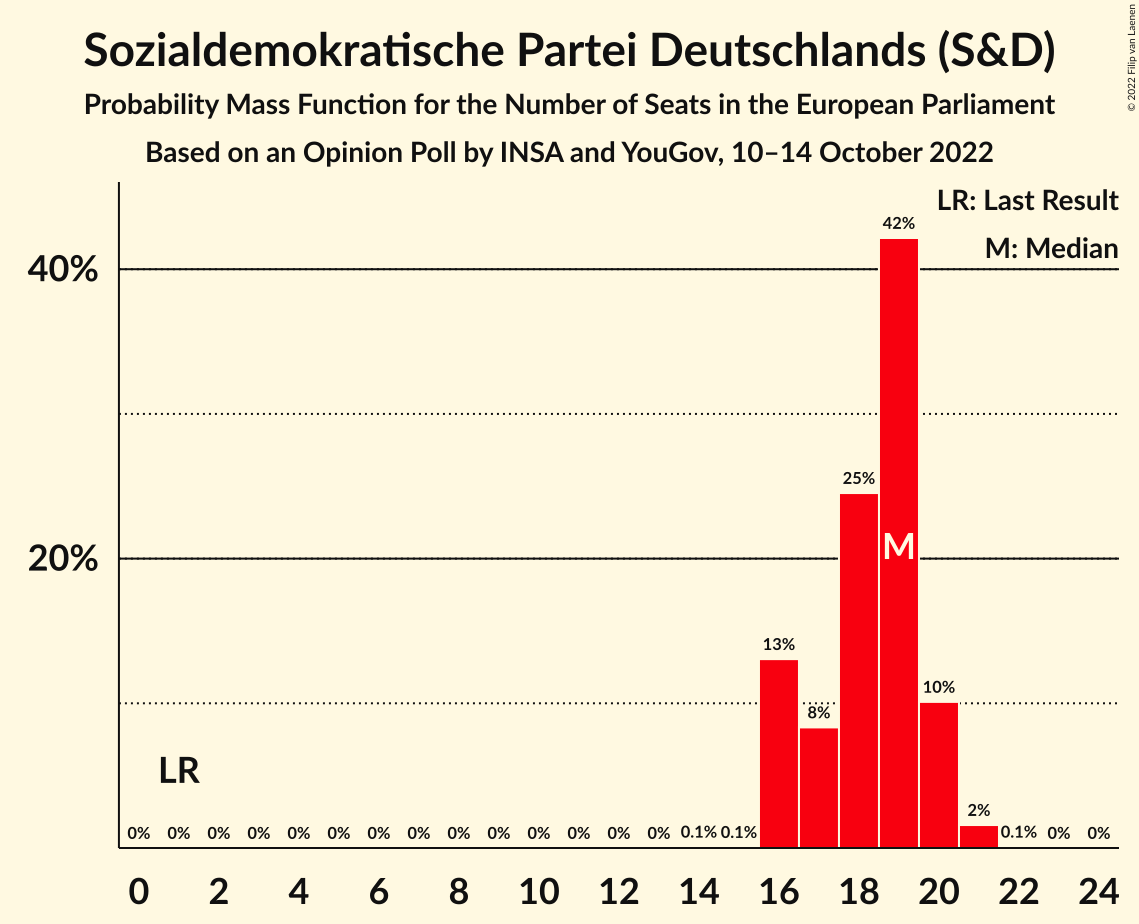 Sozialdemokratische Partei Deutschlands (S&D)
Probability Mass Function for the Number of Seats in the European Parliament
Based on an Opinion Poll by INSA and YouGov, 10–14 October 2022
© 2022 Filip van Laenen
LR: Last Result
M: Median
42%
40%
25%
M
20%
13%
10%
8%
LR
2%
0% 0% 0% 0% 0% 0% 0% 0% 0% 0% 0% 0% 0% 0% 0.1% 0.1% 0.1% 0% 0%
0 2 4 6 8 10 12 14 16 18 20 22 24